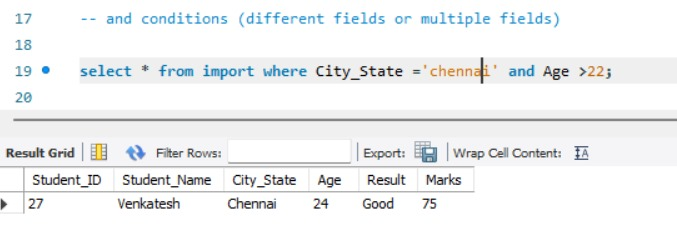 17 -- and conditions (different fields or multiple fields)
18
19 select * from import where City_State ='chennai' and Age >22;
20
Result Grid Filter Rows: Export: Wrap Cell Content: IA
Student_ID Student_Name City_State Age Result Marks
27 Venkatesh Chennai 24 Good 75